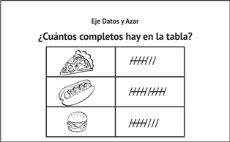 Eje Datos y Azar
¿Cuántos completos hay en la tabla?